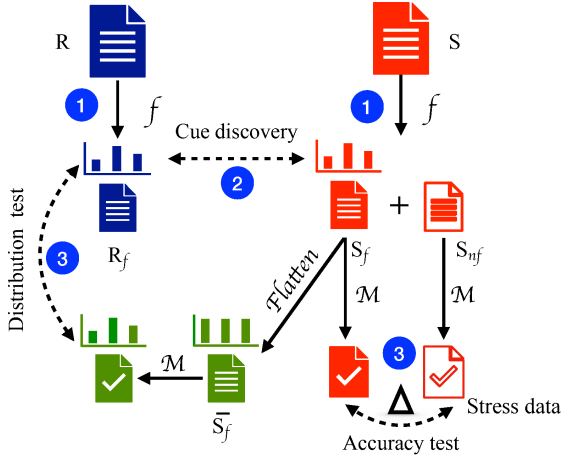 R
S
1
f
1
f
Cue discovery
2
+
R_f
S_f
S_nf
Distribution test
3
Flatten
M
M
3
M
S̅_f
Δ
Stress data
Accuracy test